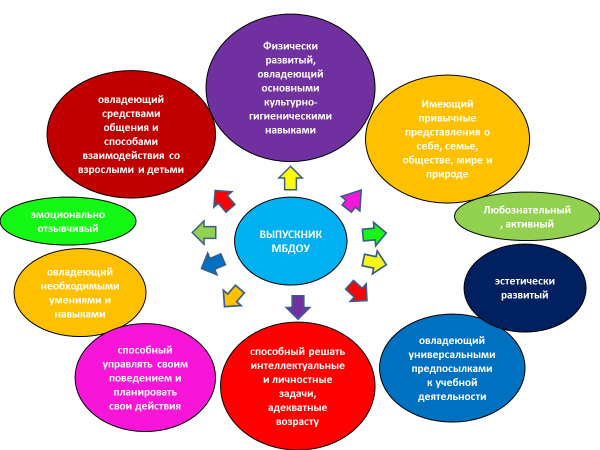 Физически
развитый,
овладеющий
основными
культурно-
гигиеническими
навыками
овладеющий
средствами
общения и
способами
взаимодействия со
взрослыми и детьми
Имеющий
привычные
представления о
себе, семье,
обществе, мире и
природе
эмоционально
отзывчивый
Любознательный
, активный
ВЫПУСКНИК
МБДОУ
овладеющий
необходимыми
умениями и
навыками
эстетически
развитый
способный
управлять своим
поведением и
планировать
свои действия
способный решать
интеллектуальные
и личностные
задачи,
адекватные
возрасту
овладеющий
универсальными
предпосылками
к учебной
деятельности